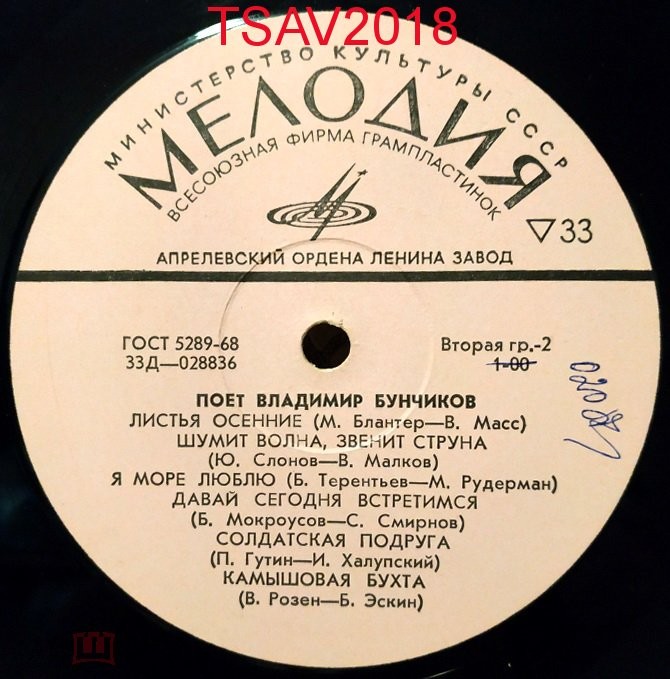 TSAV2018
МИНИСТЕРСТВО КУЛЬТУРЫ СССР
МЕЛОДИЯ
ВСЕСОЮЗНАЯ ФИРМА ГРАМПЛАСТИНОК
▽33
АПРЕЛЕВСКИЙ ОРДЕНА ЛЕНИНА ЗАВОД
ГОСТ 5289-68
33Д—028836
Вторая гр.-2
1-00
ПОЕТ ВЛАДИМИР БУНЧИКОВ
ЛИСТЬЯ ОСЕННИЕ (М. Блантер—В. Масс)
ШУМИТ ВОЛНА, ЗВЕНИТ СТРУНА
(Ю. Слонов—В. Малков)
Я МОРЕ ЛЮБЛЮ (Б. Терентьев—М. Рудерман)
ДАВАЙ СЕГОДНЯ ВСТРЕТИМСЯ
(Б. Мокроусов—С. Смирнов)
СОЛДАТСКАЯ ПОДРУГА
(П. Гутин—И. Халупский)
КАМЫШОВАЯ БУХТА
(В. Розен—Б. Эскин)